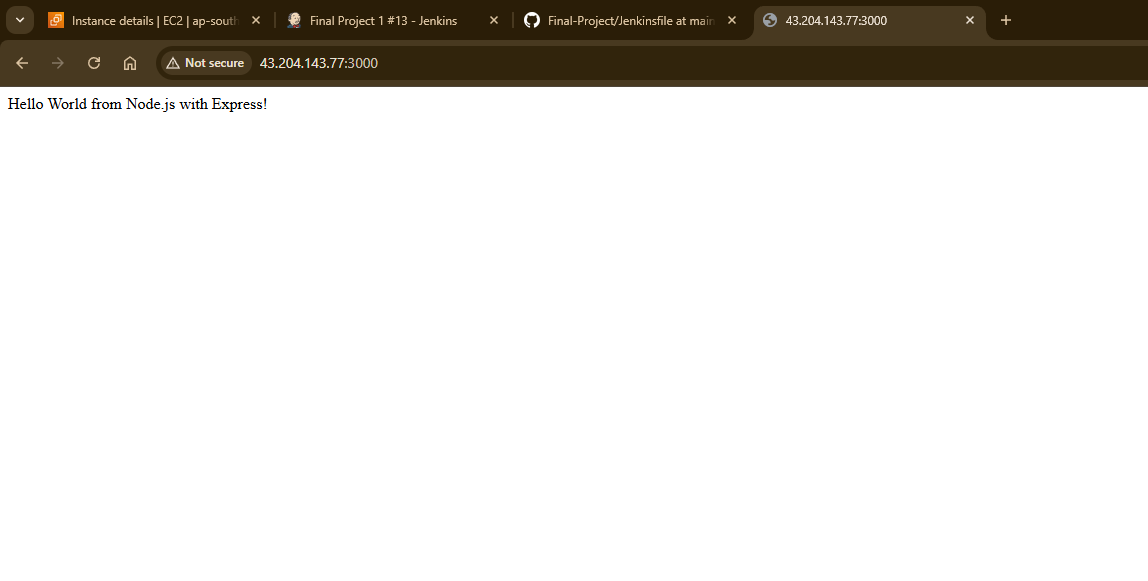 Instance details | EC2 | ap-south
Final Project 1 #13 - Jenkins
Final-Project/Jenkinsfile at main
43.204.143.77:3000
Not secure
43.204.143.77:3000
Hello World from Node.js with Express!